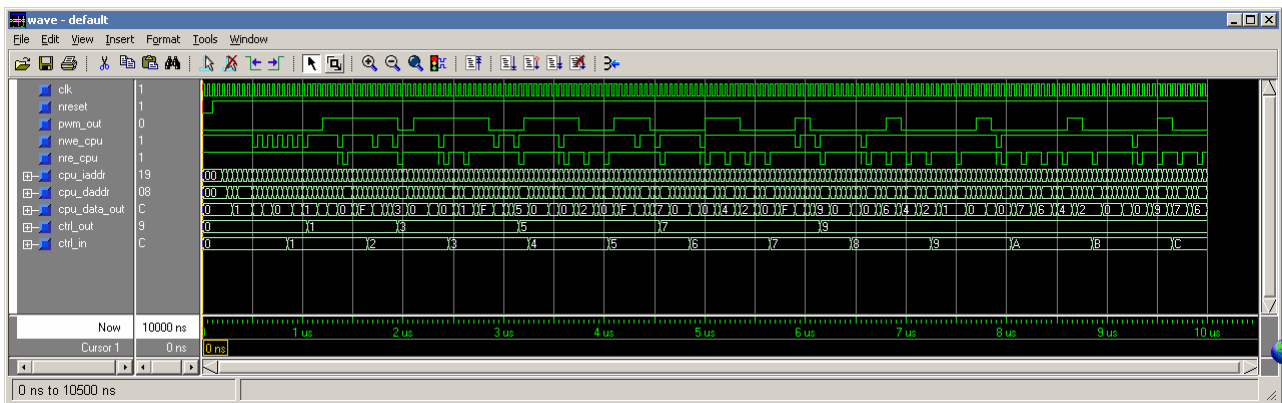 wave - default
File Edit View Insert Format Tools Window
clk 1
nreset 1
pwm_out 0
nwe_cpu 1
nre_cpu 1
cpu_iaddr 19 00
cpu_daddr 08 00
cpu_data_out C 0
ctrl_out 9 0 1 3 5 7 9
ctrl_in C 0 1 2 3 4 5 6 7 8 9 A B C
Now 10000 ns 1 us 2 us 3 us 4 us 5 us 6 us 7 us 8 us 9 us 10 us
Cursor 1 0 ns 0 ns
0 ns to 10500 ns